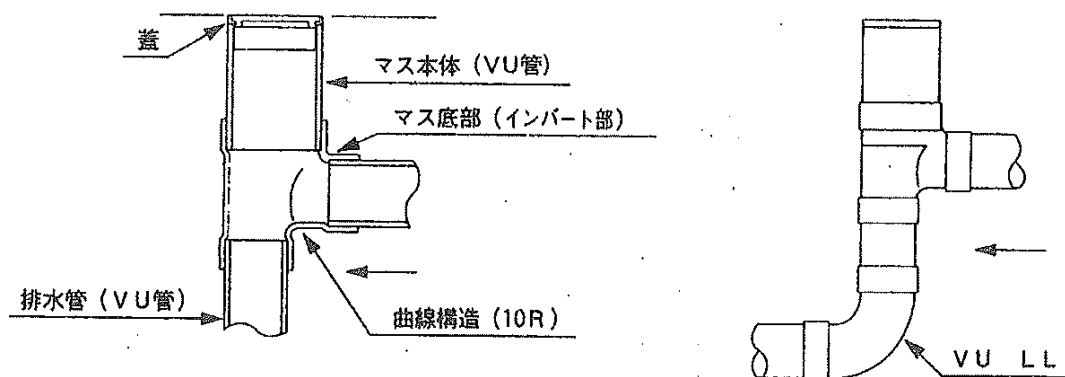 蓋
マス本体（VU管）
マス底部（インバート部）
排水管（VU管）
曲線構造（10R）
VU LL